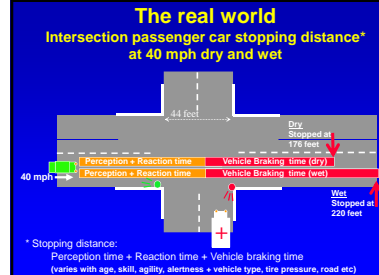 The real world
Intersection passenger car stopping distance*
at 40 mph dry and wet
44 feet
Dry
Stopped at
176 feet
Perception + Reaction time
Vehicle Braking time (dry)
40 mph
Perception + Reaction time
Vehicle Braking time (wet)
Wet
Stopped at
220 feet
* Stopping distance:
Perception time + Reaction time + Vehicle braking time
(varies with age, skill, agility, alertness + vehicle type, tire pressure, road etc)